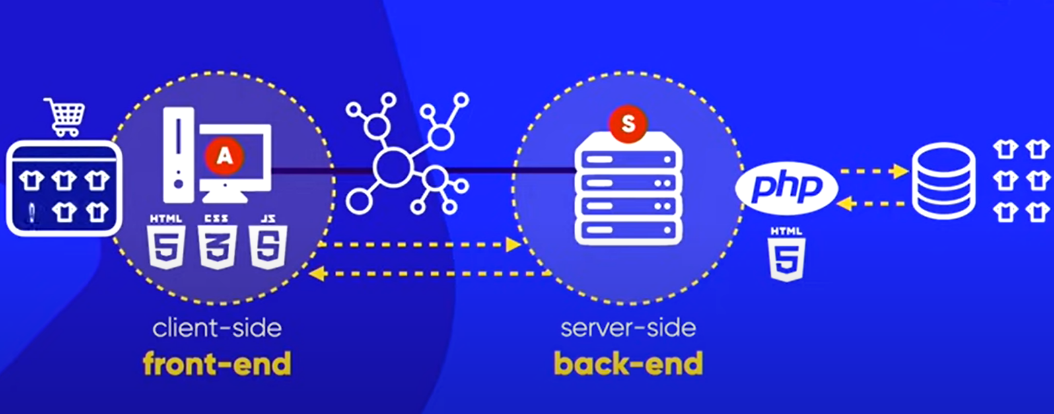 A
S
HTML
5
CSS
3
JS
5
php
HTML
5
client-side
front-end
server-side
back-end